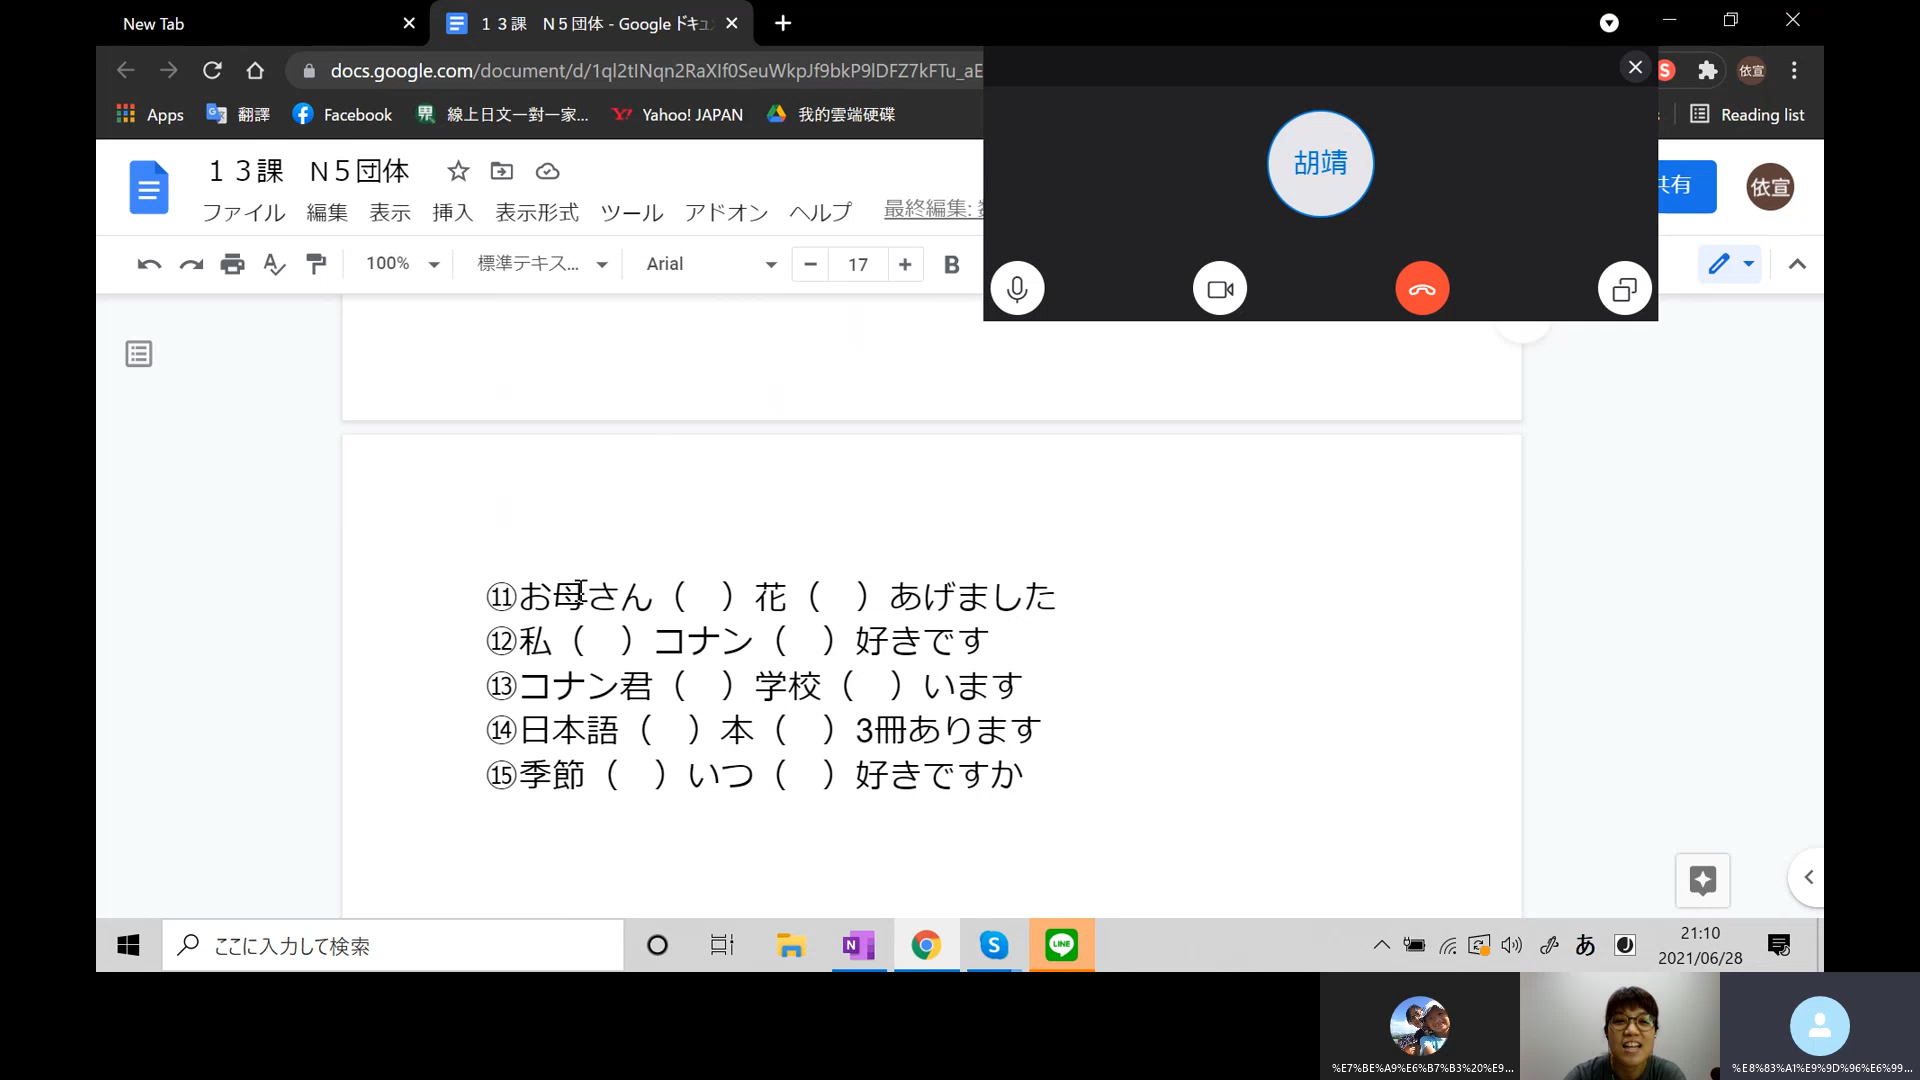 New Tab
１３課　N５団体 - Google ドキュ
docs.google.com/document/d/1ql2tINqn2RaXIf0SeuWkpJf9bkP9lDFZ7kFTu_aE
依宣
Apps
翻譯
Facebook
線上日文一對一家...
Yahoo! JAPAN
我的雲端硬碟
Reading list
胡靖
１３課　N５団体
共有
依宣
ファイル 編集 表示 挿入 表示形式 ツール アドオン ヘルプ
最終編集:
100%
標準テキス...
Arial
17
B
⑪お母さん（　）花（　）あげました
⑫私（　）コナン（　）好きです
⑬コナン君（　）学校（　）います
⑭日本語（　）本（　）3冊あります
⑮季節（　）いつ（　）好きですか
ここに入力して検索
LINE
あ
21:10
2021/06/28
%E7%BE%A9%E6%B7%B3%20%E9...
%E8%83%A1%E9%9D%96%E6%99...